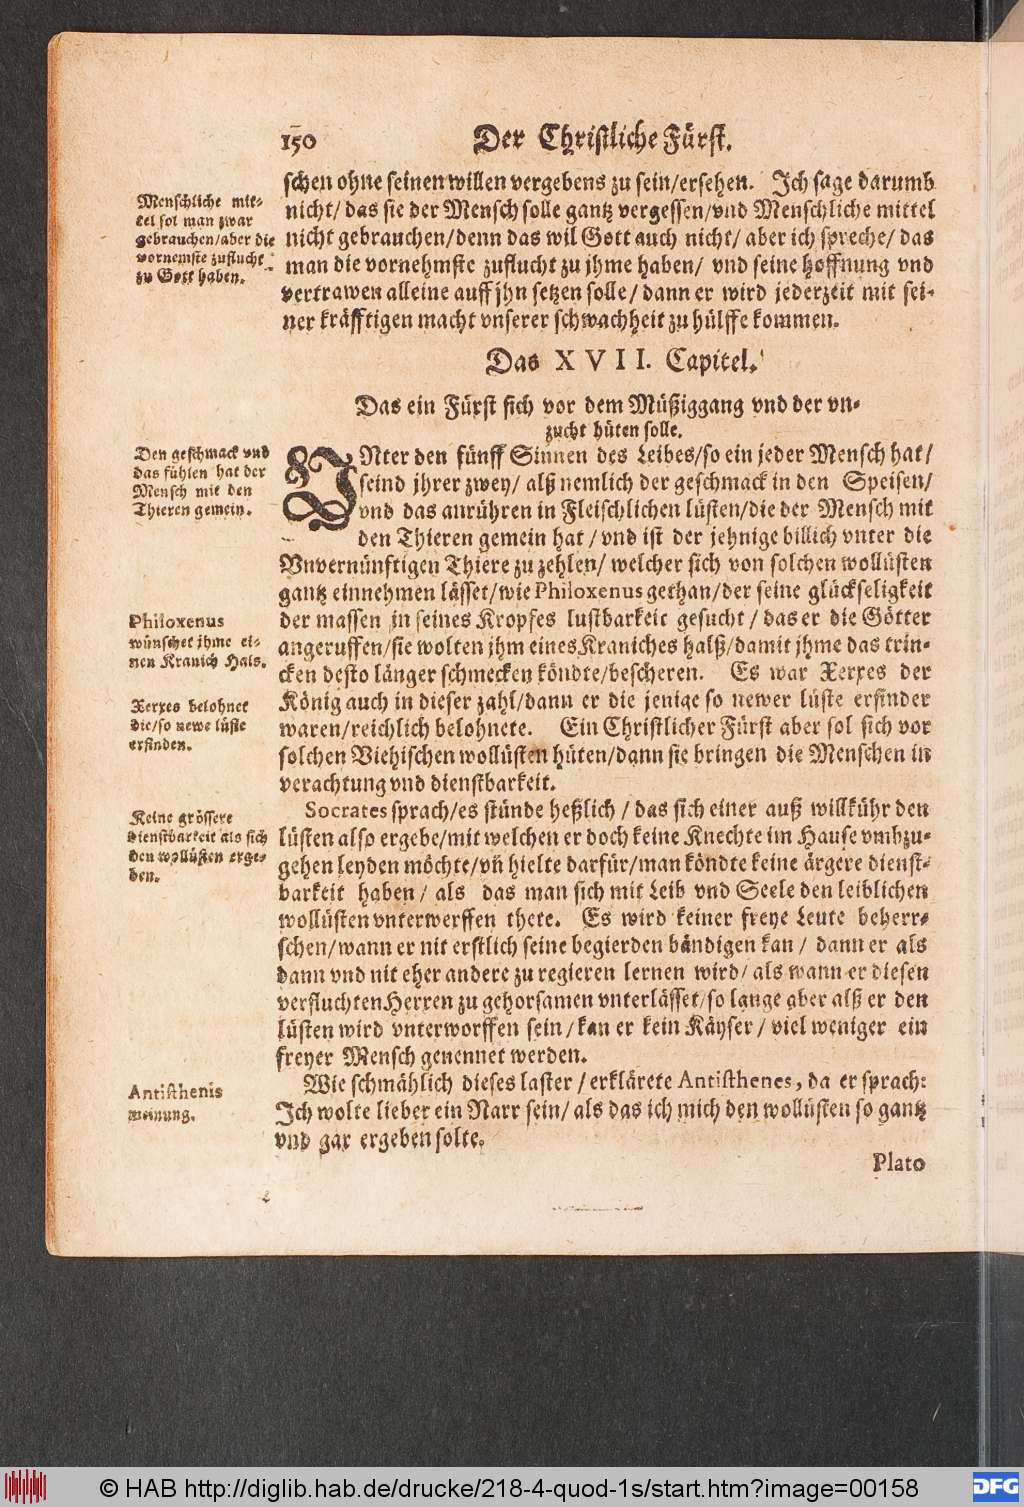 150
Der Christliche Fürst.
schen ohne seinen willen vergebens zu sein/ersehen. Ich sage darumb
nicht/ das sie der Mensch solle gantz vergessen/vnd Menschliche mittel
nicht gebrauchen/denn das wil Gott auch nicht/ aber ich spreche/ das
man die vornehmste zuflucht zu jhme haben/ vnd seine Hoffnung vnd
vertrawen alleine auff jhn setzen solle/ dann er wird jederzeit mit sei-
ner kräfftigen macht vnserer schwachheit zu hülffe kommen.
Menschliche mit-
tel sol man zwar
gebrauchen/aber die
vornemste zuflucht
zu Gott haben.
Das XVII. Capitel.
Das ein Fürst sich vor dem Müßiggang vnd der vn-
zucht hüten solle.
VNter den fünff Sinnen des Leibes/so ein jeder Mensch hat/
seind jhrer zwey/ alß nemlich der geschmack in den Speisen/
vnd das anrühren in Fleischlichen lüsten/die der Mensch mit
den Thieren gemein hat/vnd ist der jehnige billich vnter die
Vnvernünftigen Thiere zu zehlen/ welcher sich von solchen wollüsten
gantz einnehmen lässet/wie Philoxenus gethan/der seine glückseligkeit
der massen in seines Kropfes lustbarkeit gesucht/ das er die Götter
angeruffen/sie wolten jhm eines Kraniches halß/damit jhme das trin-
cken desto länger schmecken köndte/bescheren. Es war Xerxes der
König auch in dieser zahl/dann er die jenige so newer lüste erfinder
waren/reichlich belohnete. Ein Christlicher Fürst aber sol sich vor
solchen Viehischen wollüsten hüten/dann sie bringen die Menschen in
verachtung vnd dienstbarkeit.
Den geschmack vnd
das fühlen hat der
Mensch mit den
Thieren gemein.
Philoxenus
wünschet jhme ei-
nen Kranich Hals.
Xerxes belohnet
die/so newe lüste
erfinden.
Socrates sprach/es stünde heßlich/ das sich einer auß willkühr den
lüsten also ergebe/mit welchen er doch keine Knechte im Hause vmbzu-
gehen leyden möchte/vñ hielte darfür/man köndte keine ärgere dienst-
barkeit haben/ als das man sich mit Leib vnd Seele den leiblichen
wollüsten vnterwerffen thete. Es wird keiner freye Leute beherr-
schen/wann er nit erstlich seine begierden bändigen kan/ dann er als
dann vnd nit eher andere zu regieren lernen wird/ als wann er diesen
verfluchten Herren zu gehorsamen vnterlässet/so lange aber alß er den
lüsten wird vnterworffen sein/kan er kein Käyser/ viel weniger ein
freyer Mensch genennet werden.
Keine grössere
dienstbarkeit als sich
den wollüsten erge-
ben.
Wie schmählich dieses laster/erklärete Antisthenes, da er sprach:
Ich wolte lieber ein Narr sein/ als das ich mich den wollüsten so gantz
vnd gar ergeben solte.
Antisthenis
meinung.
Plato
© HAB http://diglib.hab.de/drucke/218-4-quod-1s/start.htm?image=00158
DFG